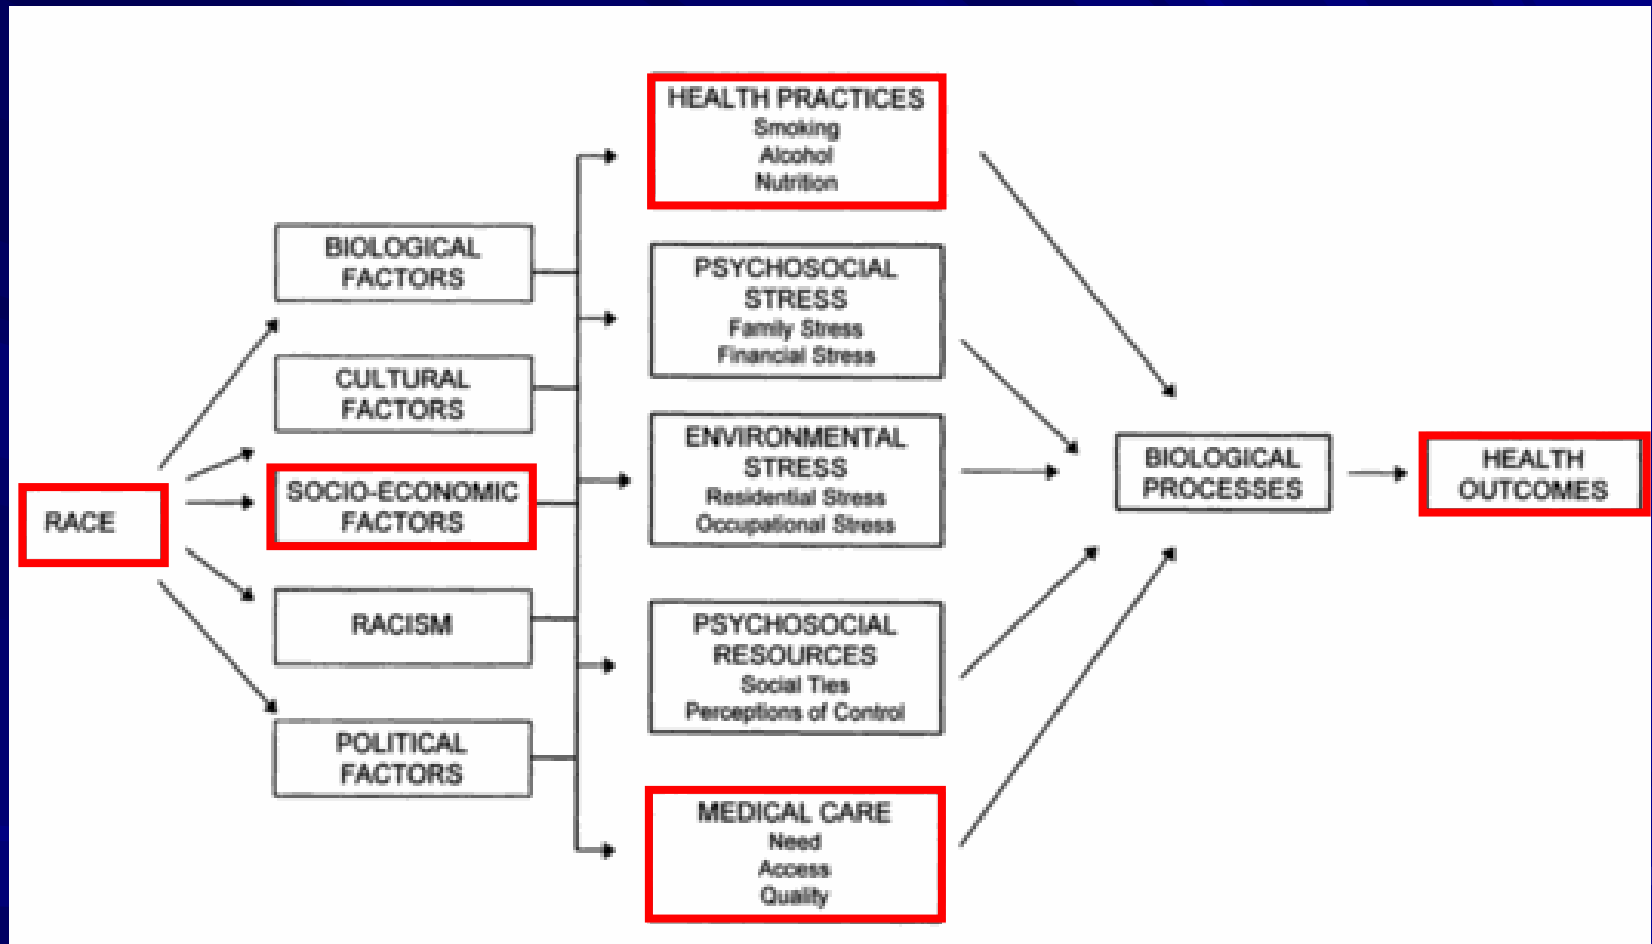 RACE
BIOLOGICAL
FACTORS
CULTURAL
FACTORS
SOCIO-ECONOMIC
FACTORS
RACISM
POLITICAL
FACTORS
HEALTH PRACTICES
Smoking
Alcohol
Nutrition
PSYCHOSOCIAL
STRESS
Family Stress
Financial Stress
ENVIRONMENTAL
STRESS
Residential Stress
Occupational Stress
PSYCHOSOCIAL
RESOURCES
Social Ties
Perceptions of Control
MEDICAL CARE
Need
Access
Quality
BIOLOGICAL
PROCESSES
HEALTH
OUTCOMES